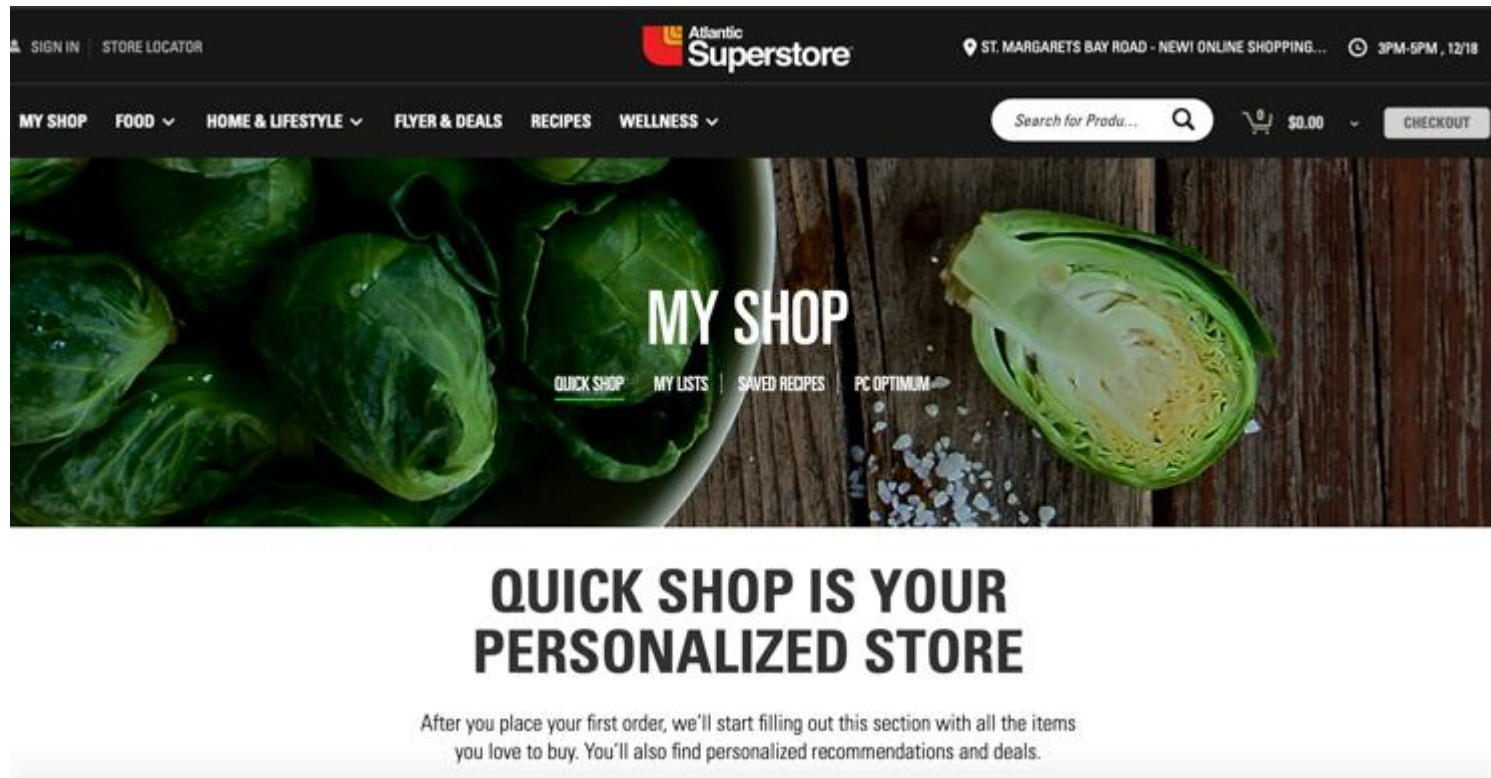 SIGN IN | STORE LOCATOR
Atlantic
Superstore
ST. MARGARETS BAY ROAD - NEW! ONLINE SHOPPING...
3PM-5PM , 12/18
MY SHOP FOOD HOME & LIFESTYLE FLYER & DEALS RECIPES WELLNESS
Search for Produ...
0
$0.00
CHECKOUT
MY SHOP
QUICK SHOP | MY LISTS | SAVED RECIPES | PC OPTIMUM
QUICK SHOP IS YOUR
PERSONALIZED STORE
After you place your first order, we'll start filling out this section with all the items
you love to buy. You'll also find personalized recommendations and deals.